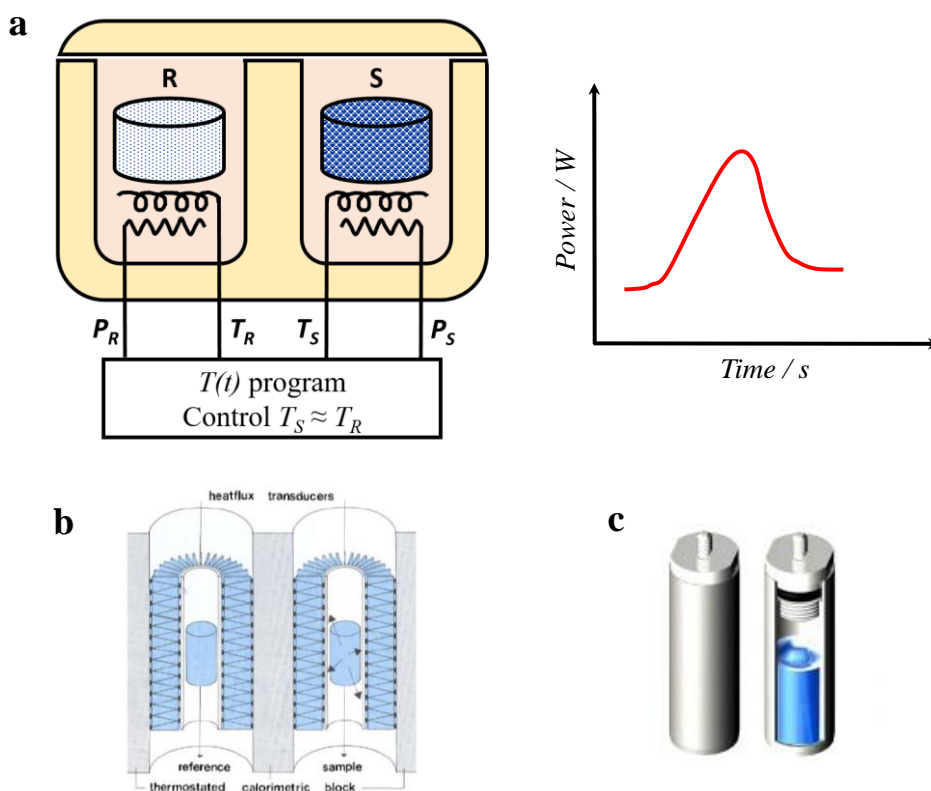 a
R S
P_R T_R T_S P_S
T(t) program
Control T_S ≈ T_R
Power / W
Time / s
b
heatflux transducers
reference sample
thermostated calorimetric block
c